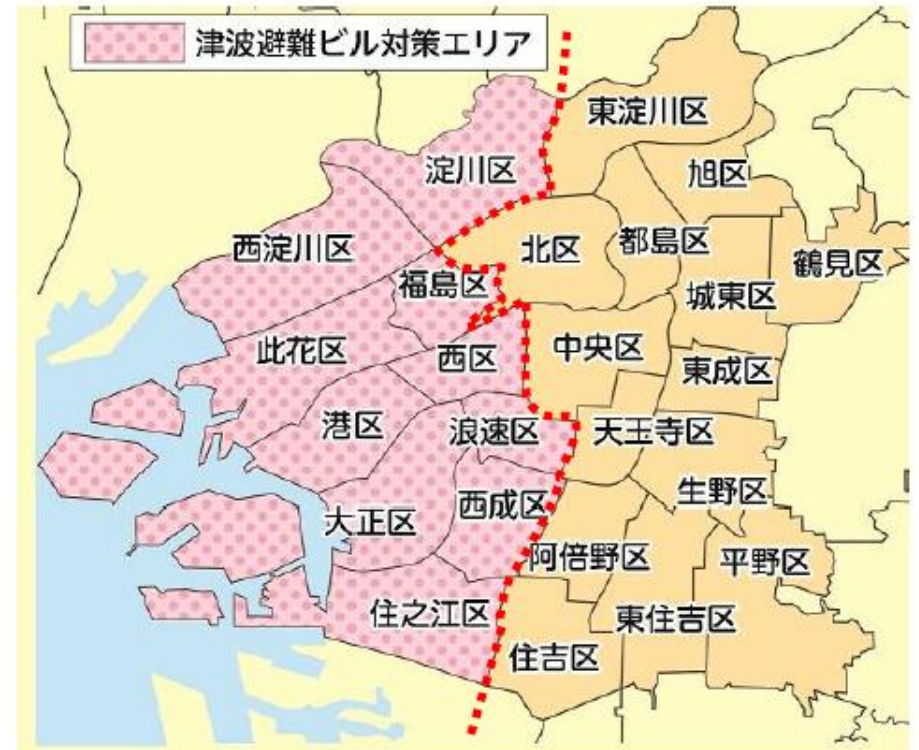 津波避難ビル対策エリア
東淀川区
淀川区
旭区
西淀川区
北区
都島区
鶴見区
福島区
城東区
此花区
西区
中央区
東成区
港区
浪速区
天王寺区
生野区
西成区
大正区
阿倍野区
平野区
住之江区
東住吉区
住吉区